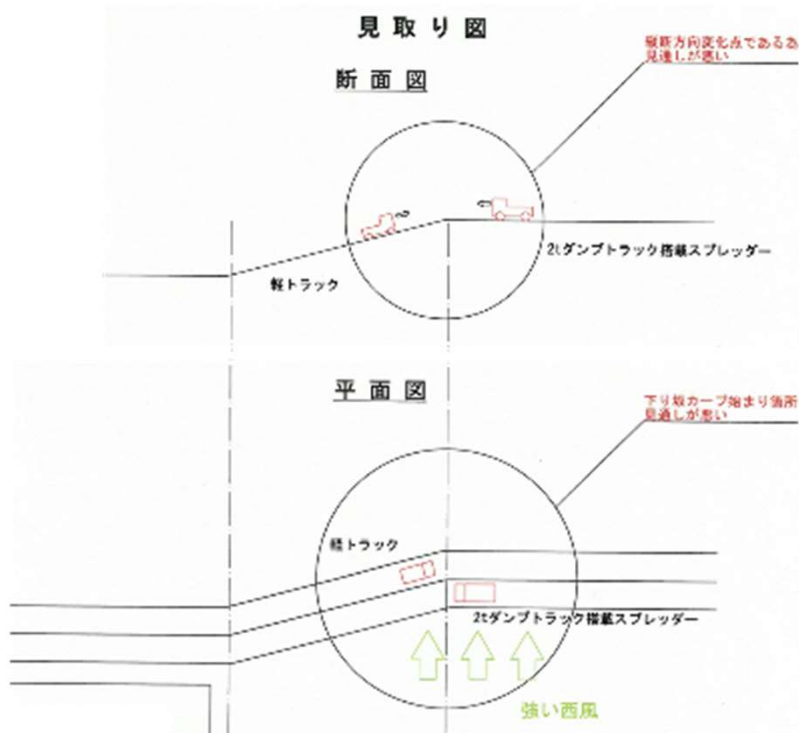 見取り図
断面図
縦断方向変化点である為
見通しが悪い
2tダンプトラック搭載スプレッダー
軽トラック
平面図
下り坂カーブ始まり箇所
見通しが悪い
軽トラック
2tダンプトラック搭載スプレッダー
強い西風